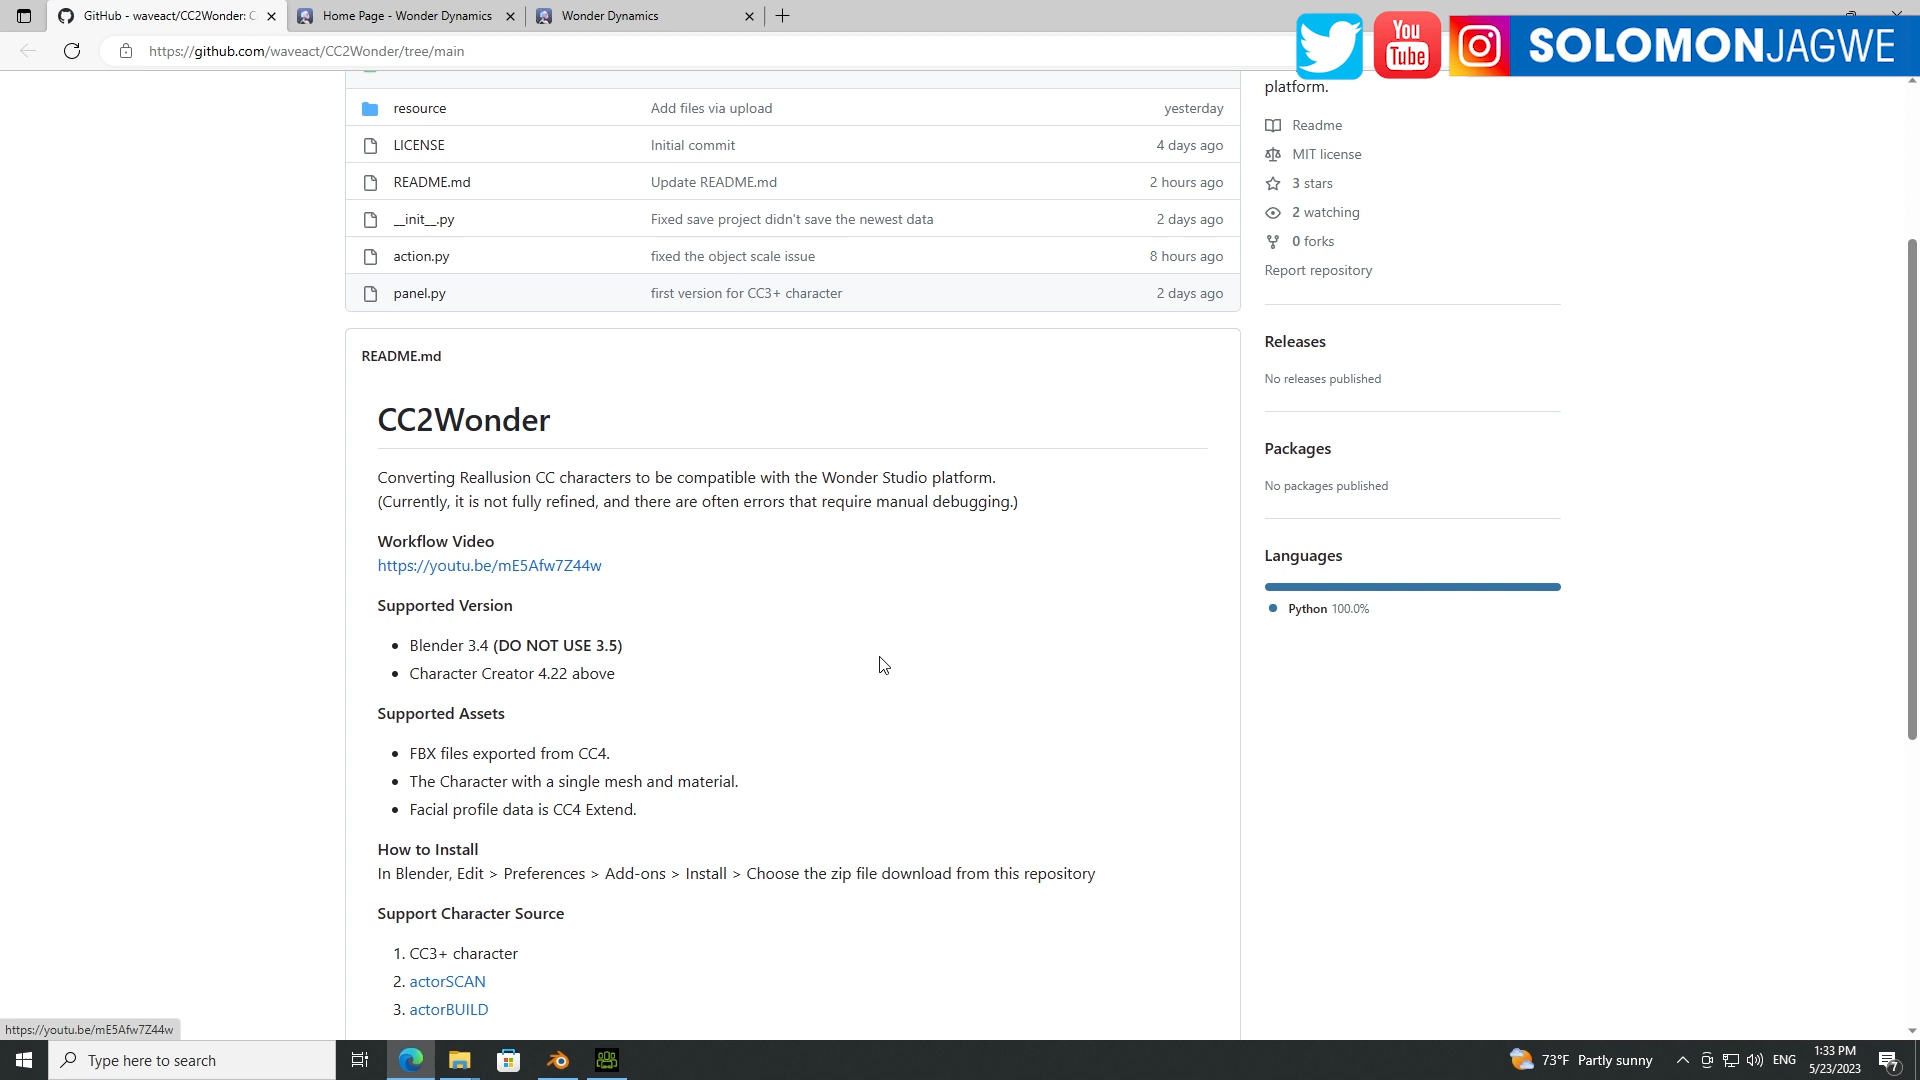 GitHub - waveact/CC2Wonder: C
Home Page - Wonder Dynamics
Wonder Dynamics
https://github.com/waveact/CC2Wonder/tree/main
You
Tube
SOLOMONJAGWE
platform.
resource Add files via upload yesterday
LICENSE Initial commit 4 days ago
README.md Update README.md 2 hours ago
__init__.py Fixed save project didn't save the newest data 2 days ago
action.py fixed the object scale issue 8 hours ago
panel.py first version for CC3+ character 2 days ago
Readme
MIT license
3 stars
2 watching
0 forks
Report repository
Releases
No releases published
Packages
No packages published
Languages
Python 100.0%
README.md
CC2Wonder
Converting Reallusion CC characters to be compatible with the Wonder Studio platform.
(Currently, it is not fully refined, and there are often errors that require manual debugging.)
Workflow Video
https://youtu.be/mE5Afw7Z44w
Supported Version
Blender 3.4 (DO NOT USE 3.5)
Character Creator 4.22 above
Supported Assets
FBX files exported from CC4.
The Character with a single mesh and material.
Facial profile data is CC4 Extend.
How to Install
In Blender, Edit > Preferences > Add-ons > Install > Choose the zip file download from this repository
Support Character Source
1. CC3+ character
2. actorSCAN
3. actorBUILD
https://youtu.be/mE5Afw7Z44w
Type here to search
73°F Partly sunny
ENG
1:33 PM
5/23/2023
7